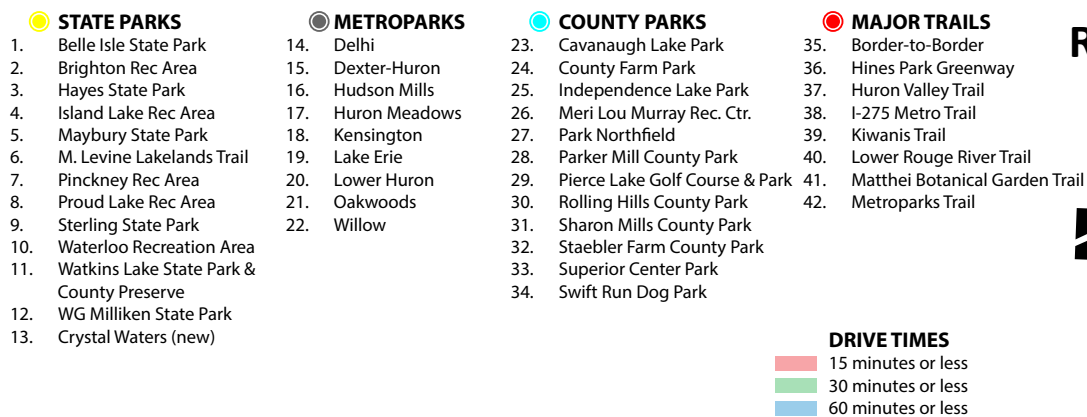 STATE PARKS
1. Belle Isle State Park
2. Brighton Rec Area
3. Hayes State Park
4. Island Lake Rec Area
5. Maybury State Park
6. M. Levine Lakelands Trail
7. Pinckney Rec Area
8. Proud Lake Rec Area
9. Sterling State Park
10. Waterloo Recreation Area
11. Watkins Lake State Park &
County Preserve
12. WG Milliken State Park
13. Crystal Waters (new)
METROPARKS
14. Delhi
15. Dexter-Huron
16. Hudson Mills
17. Huron Meadows
18. Kensington
19. Lake Erie
20. Lower Huron
21. Oakwoods
22. Willow
COUNTY PARKS
23. Cavanaugh Lake Park
24. County Farm Park
25. Independence Lake Park
26. Meri Lou Murray Rec. Ctr.
27. Park Northfield
28. Parker Mill County Park
29. Pierce Lake Golf Course & Park
30. Rolling Hills County Park
31. Sharon Mills County Park
32. Staebler Farm County Park
33. Superior Center Park
34. Swift Run Dog Park
MAJOR TRAILS
35. Border-to-Border
36. Hines Park Greenway
37. Huron Valley Trail
38. I-275 Metro Trail
39. Kiwanis Trail
40. Lower Rouge River Trail
41. Matthei Botanical Garden Trail
42. Metroparks Trail
DRIVE TIMES
15 minutes or less
30 minutes or less
60 minutes or less